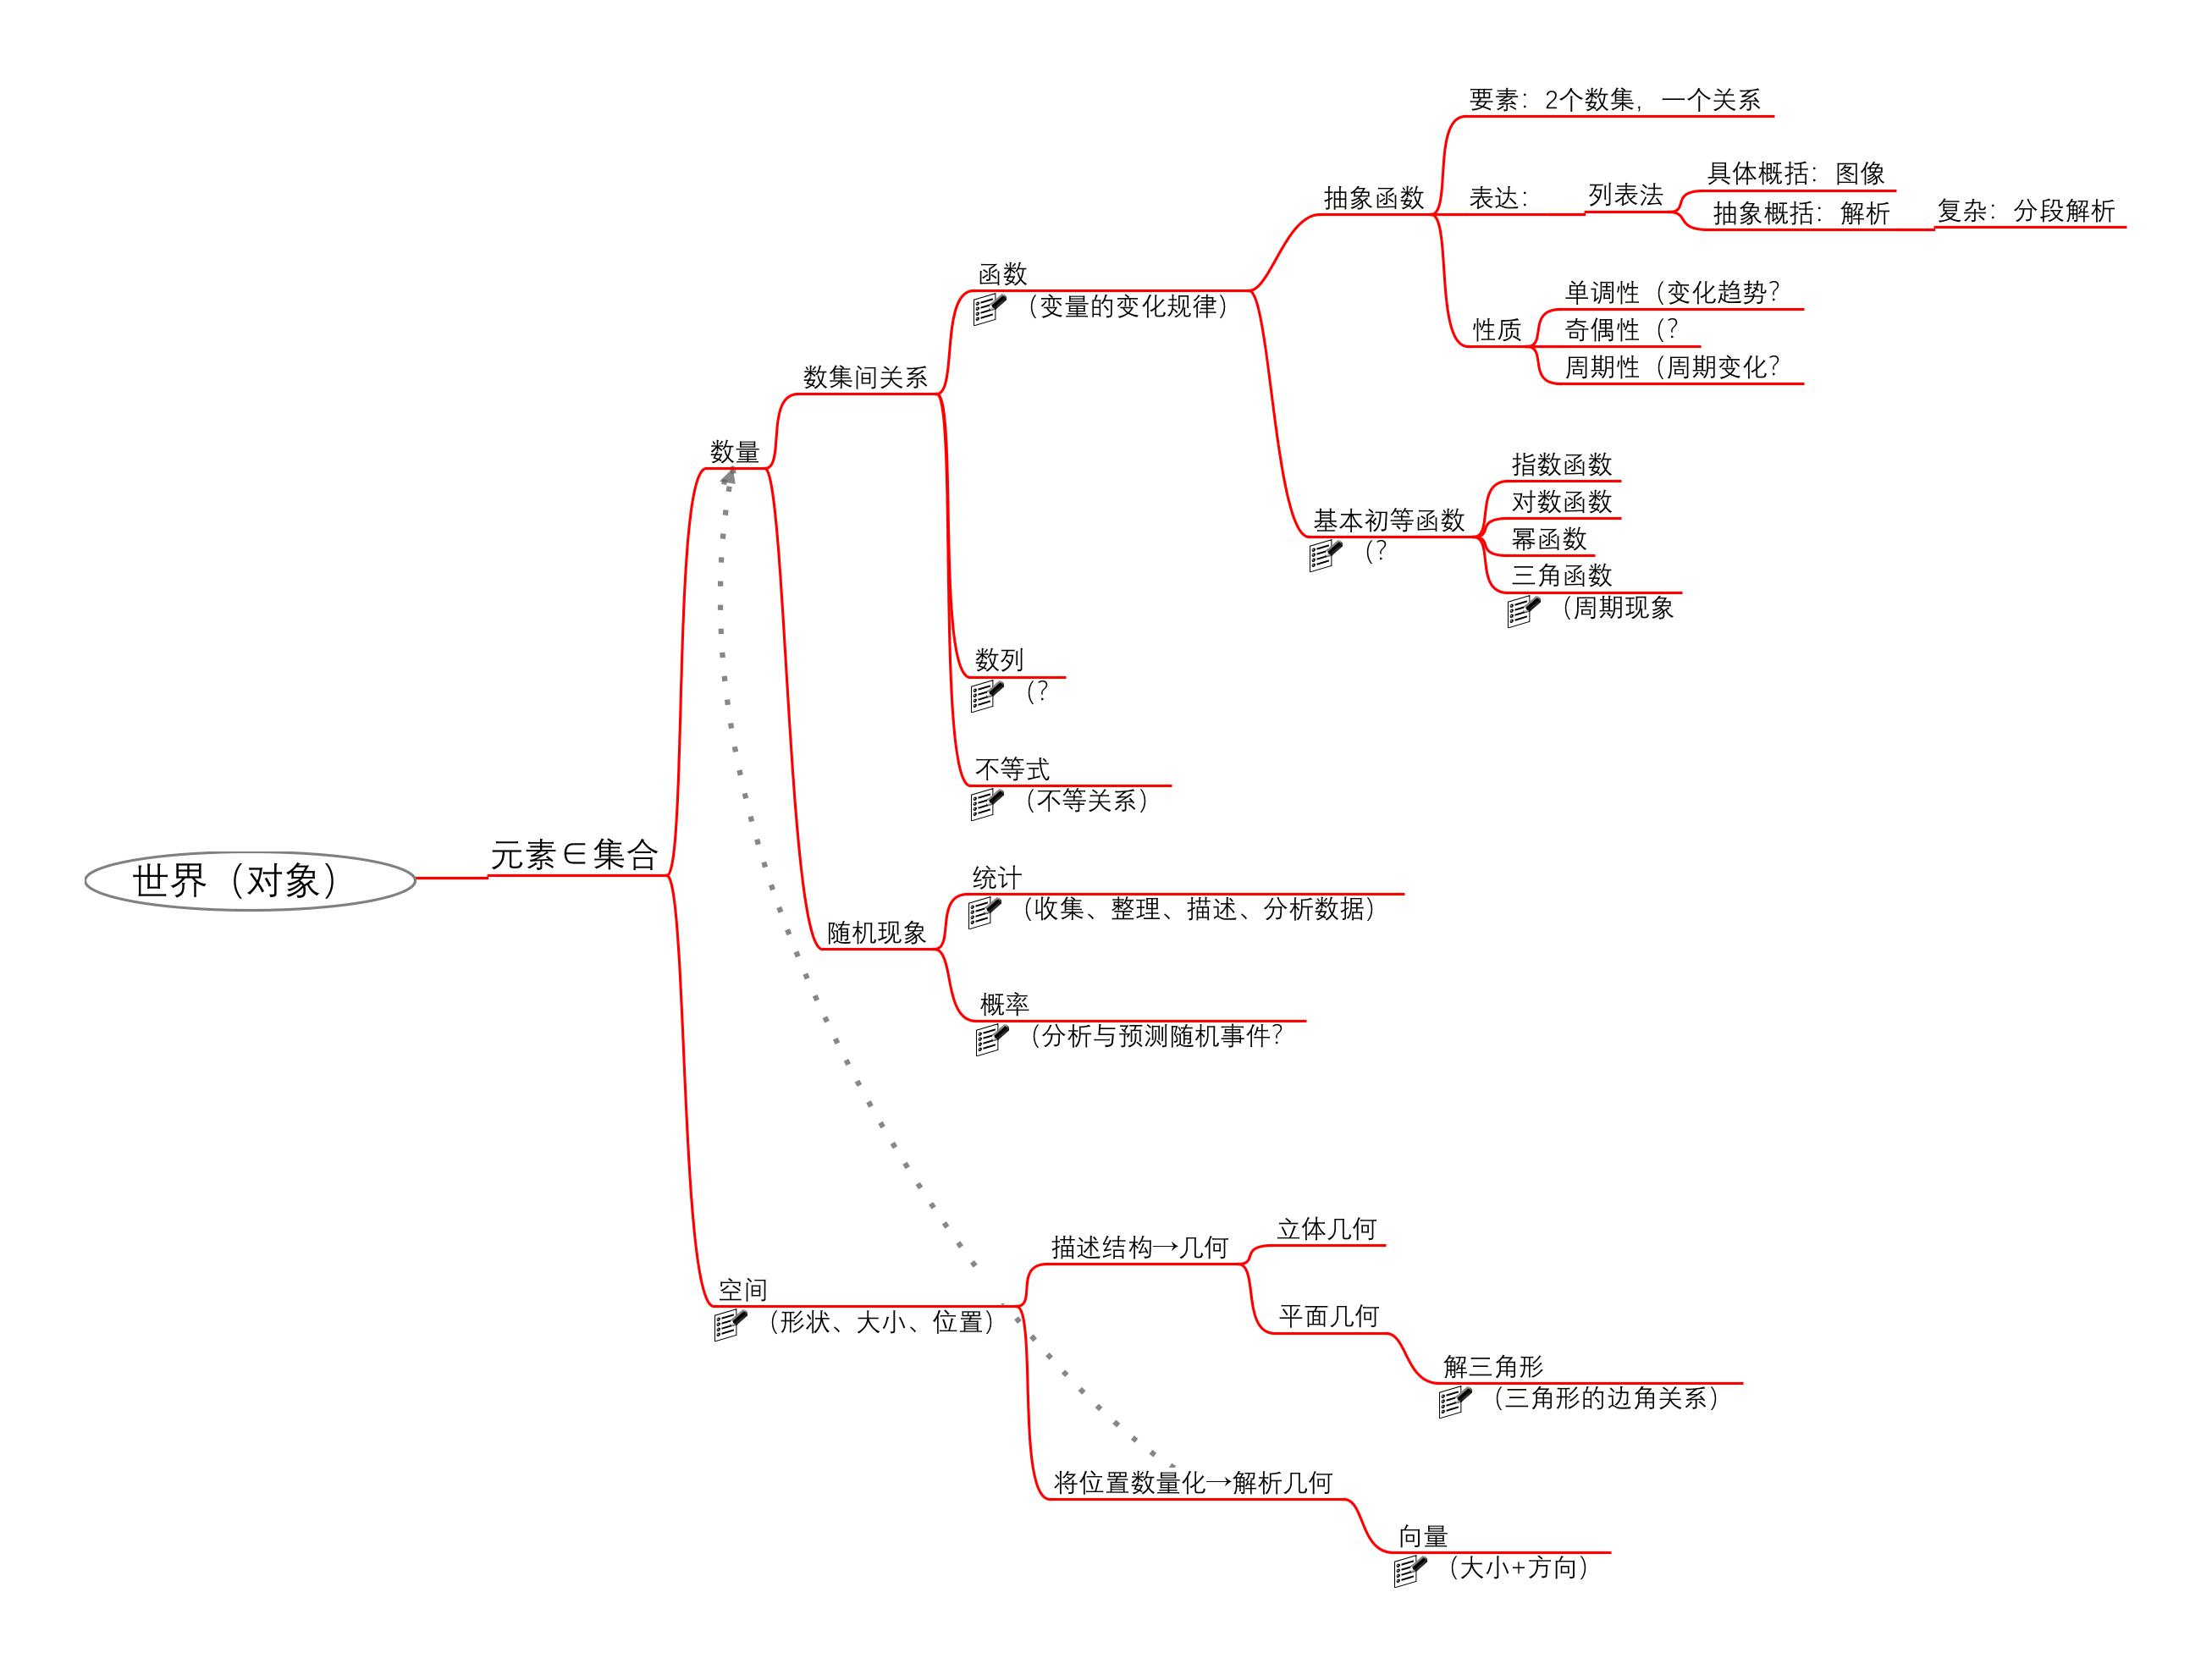 世界（对象）
元素∈集合
数量
数集间关系
函数
（变量的变化规律）
抽象函数
要素：2个数集，一个关系
表达：
列表法
具体概括：图像
抽象概括：解析
复杂：分段解析
性质
单调性（变化趋势？
奇偶性（？
周期性（周期变化？
基本初等函数
（？
指数函数
对数函数
幂函数
三角函数
（周期现象
数列
（？
不等式
（不等关系）
随机现象
统计
（收集、整理、描述、分析数据）
概率
（分析与预测随机事件？
空间
（形状、大小、位置）
描述结构→几何
立体几何
平面几何
解三角形
（三角形的边角关系）
将位置数量化→解析几何
向量
（大小+方向）